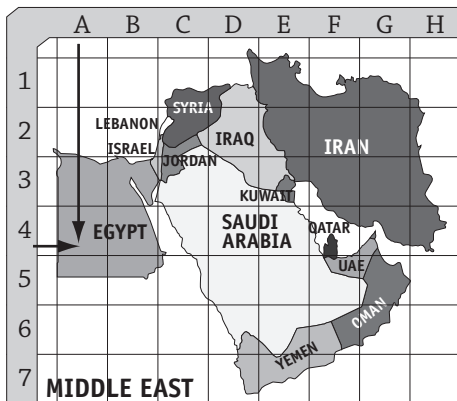 A B C D E F G H
1
SYRIA
2
LEBANON
IRAQ
IRAN
ISRAEL
JORDAN
3
KUWAIT
SAUDI
ARABIA
QATAR
4
EGYPT
UAE
5
OMAN
6
YEMEN
7
MIDDLE EAST